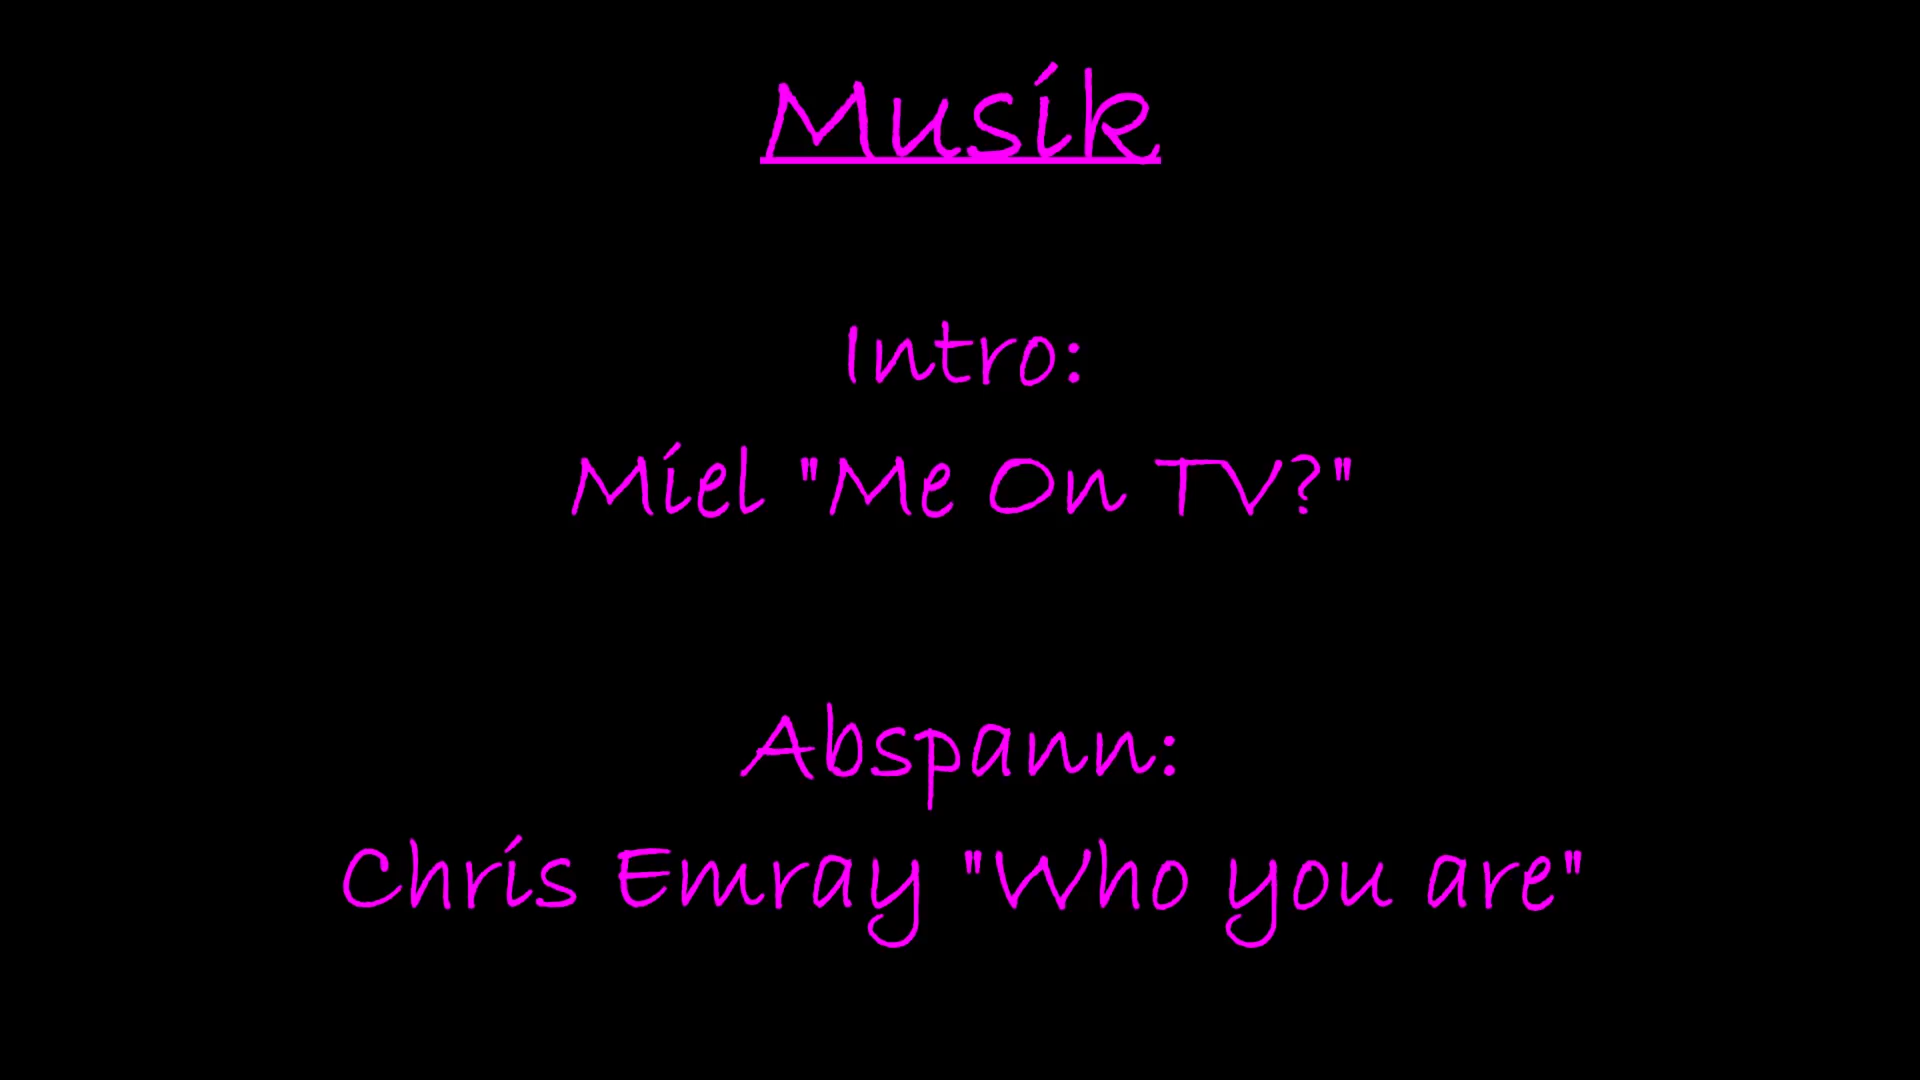 Musik
Intro:
Miel "Me On TV?"
Abspann:
Chris Emray "Who you are"